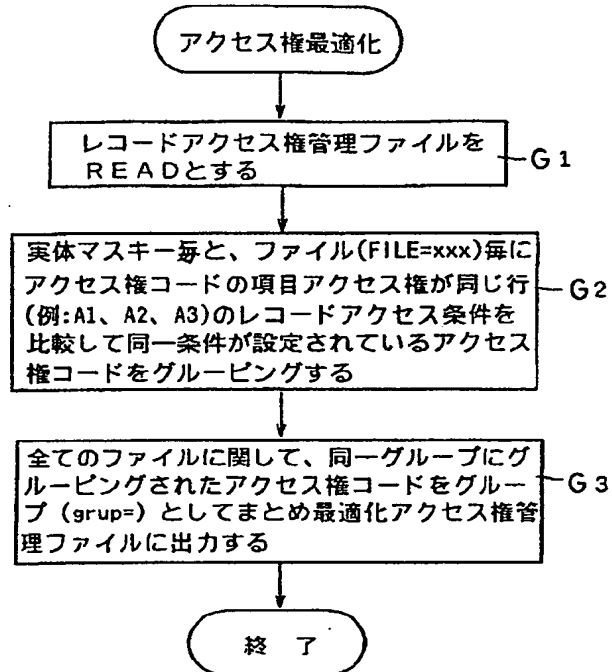 アクセス権最適化
レコードアクセス権管理ファイルを
READとする
G1
実体マスキー毎と、ファイル(FILE=xxx)毎に
アクセス権コードの項目アクセス権が同じ行
(例:A1、A2、A3)のレコードアクセス条件を
比較して同一条件が設定されているアクセス
権コードをグルーピングする
G2
全てのファイルに関して、同一グループにグ
ルーピングされたアクセス権コードをグルー
プ(grup=)としてまとめ最適化アクセス権管
理ファイルに出力する
G3
終 了